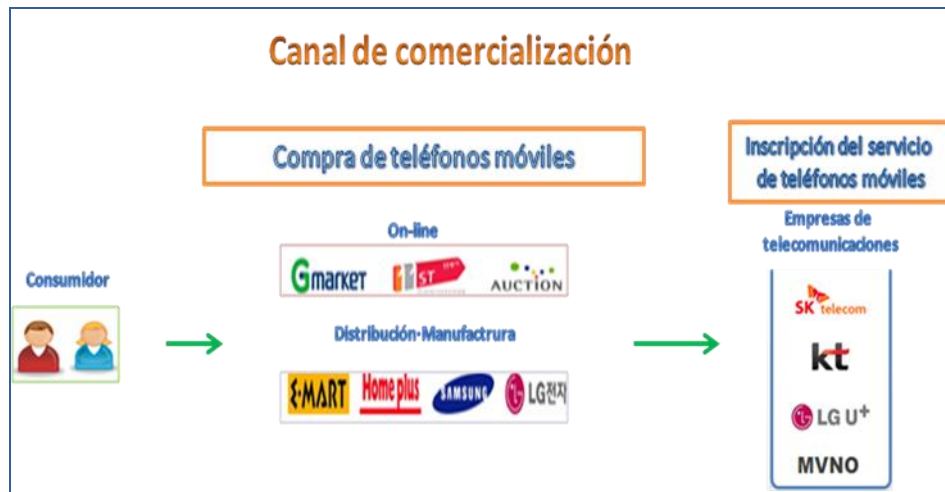 Canal de comercialización
Compra de teléfonos móviles
Inscripción del servicio
de teléfonos móviles
On-line
Empresas de
telecomunicaciones
Consumidor
Gmarket
11ST
AUCTION
SK telecom
Distribución·Manufactrura
kt
E·MART
Home plus
SAMSUNG
LG전자
LG U+
MVNO